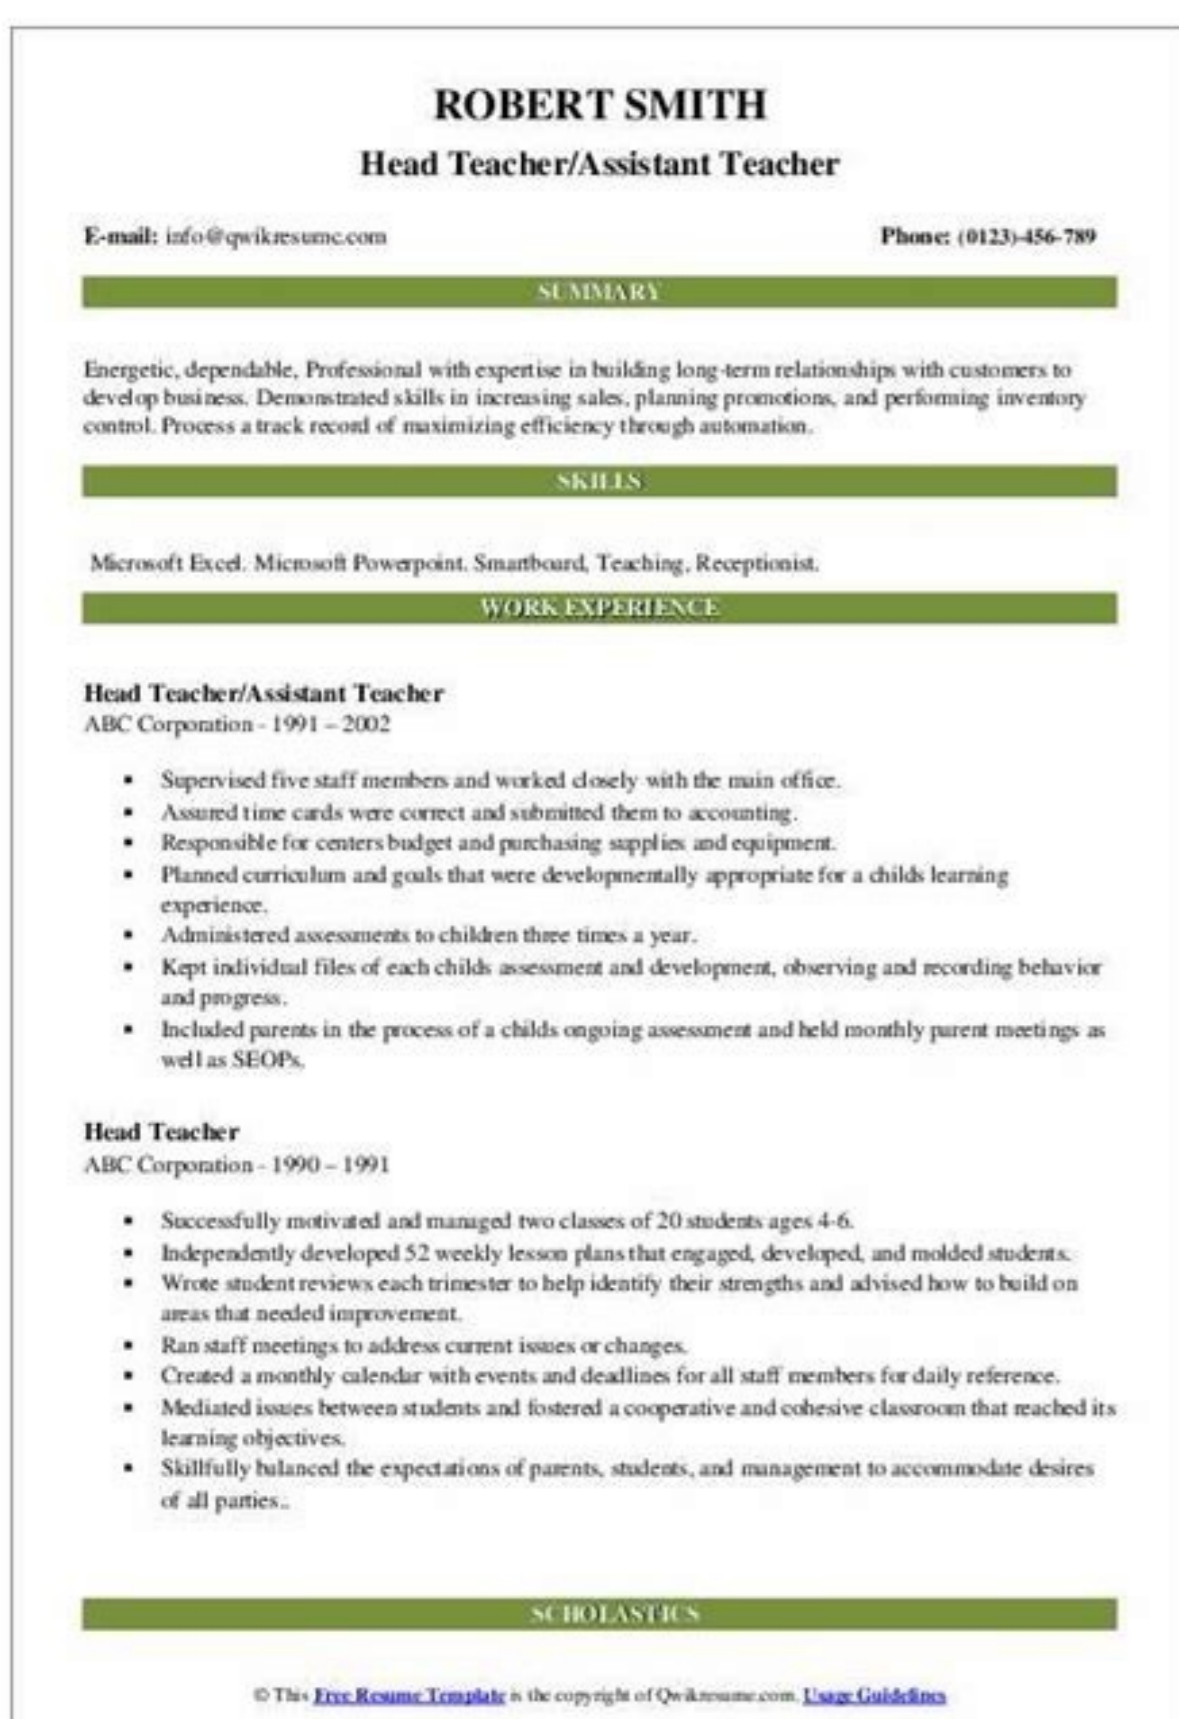 ROBERT SMITH
Head Teacher/Assistant Teacher
E-mail: info@qwikresume.com Phone: (0123)-456-789
SUMMARY
Energetic, dependable, Professional with expertise in building long-term relationships with customers to
develop business. Demonstrated skills in increasing sales, planning promotions, and performing inventory
control. Process a track record of maximizing efficiency through automation.
SKILLS
Microsoft Excel. Microsoft Powerpoint. Smartboard, Teaching, Receptionist.
WORK EXPERIENCE
Head Teacher/Assistant Teacher
ABC Corporation - 1991 – 2002
▪ Supervised five staff members and worked closely with the main office.
▪ Assured time cards were correct and submitted them to accounting.
▪ Responsible for centers budget and purchasing supplies and equipment.
▪ Planned curriculum and goals that were developmentally appropriate for a childs learning
experience.
▪ Administered assessments to children three times a year.
▪ Kept individual files of each childs assessment and development, observing and recording behavior
and progress.
▪ Included parents in the process of a childs ongoing assessment and held monthly parent meetings as
well as SEOPs.
Head Teacher
ABC Corporation - 1990 – 1991
▪ Successfully motivated and managed two classes of 20 students ages 4-6.
▪ Independently developed 52 weekly lesson plans that engaged, developed, and molded students.
▪ Wrote student reviews each trimester to help identify their strengths and advised how to build on
areas that needed improvement.
▪ Ran staff meetings to address current issues or changes.
▪ Created a monthly calendar with events and deadlines for all staff members for daily reference.
▪ Mediated issues between students and fostered a cooperative and cohesive classroom that reached its
learning objectives.
▪ Skillfully balanced the expectations of parents, students, and management to accommodate desires
of all parties..
SCHOLASTICS
© This Free Resume Template is the copyright of Qwikresume.com. Usage Guidelines